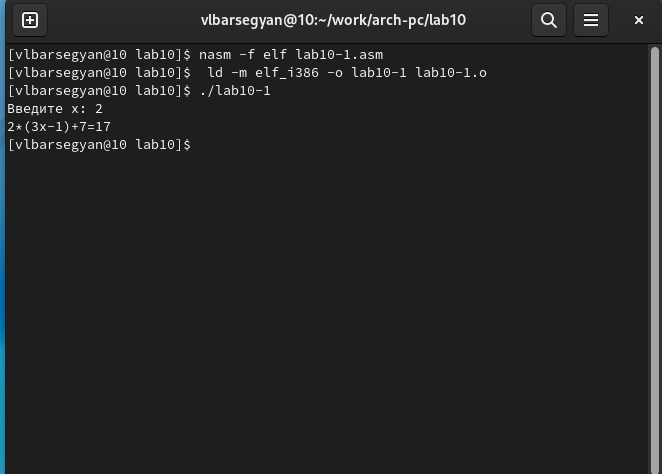 vlbarsegyan@10:~/work/arch-pc/lab10
[vlbarsegyan@10 lab10]$ nasm -f elf lab10-1.asm
[vlbarsegyan@10 lab10]$  ld -m elf_i386 -o lab10-1 lab10-1.o
[vlbarsegyan@10 lab10]$ ./lab10-1
Введите x: 2
2*(3x-1)+7=17
[vlbarsegyan@10 lab10]$